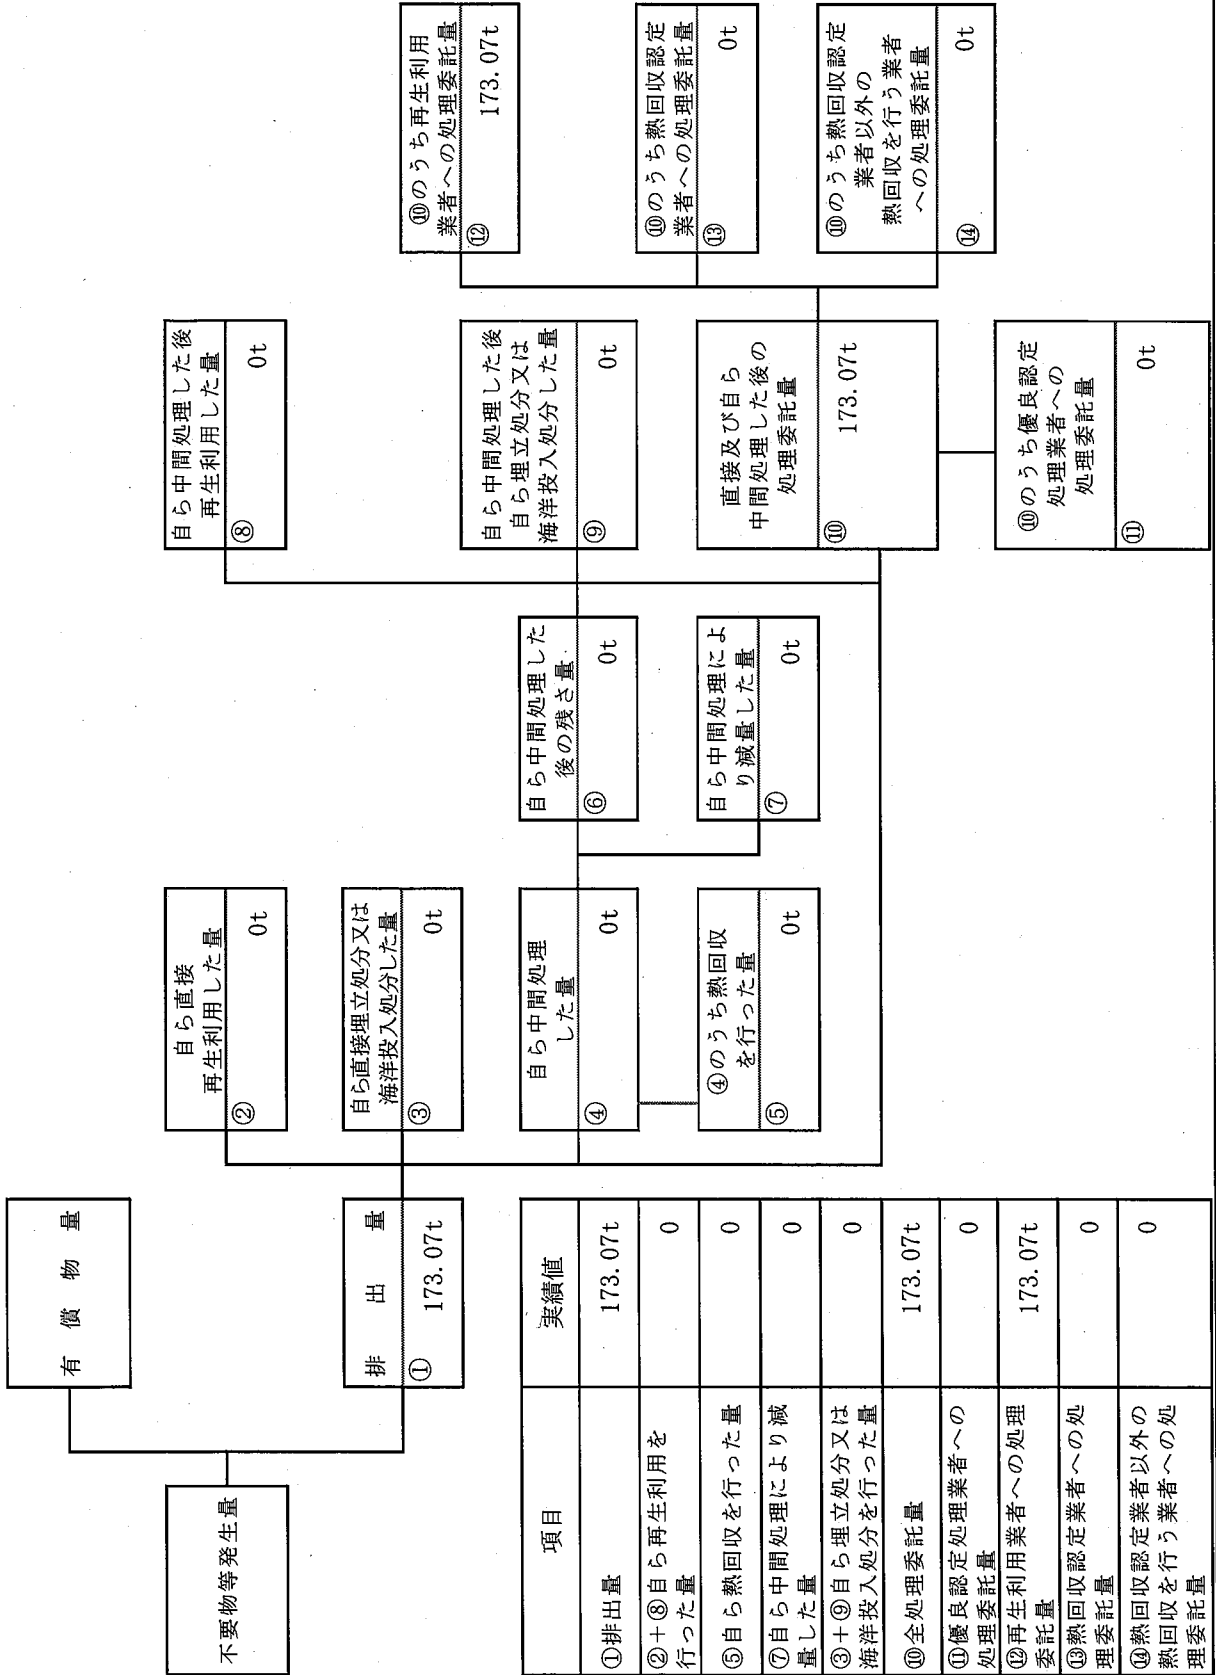 不要物等発生量
有償物量
排出量
① 173.07t
自ら直接
再生利用した量
② 0t
自ら直接埋立処分又は
海洋投入処分した量
③ 0t
自ら中間処理
した量
④ 0t
④のうち熱回収
を行った量
⑤ 0t
自ら中間処理した
後の残さ量
⑥ 0t
自ら中間処理によ
り減量した量
⑦ 0t
自ら中間処理した後
再生利用した量
⑧ 0t
自ら中間処理した後
自ら埋立処分又は
海洋投入処分した量
⑨ 0t
直接及び自ら
中間処理した後の
処理委託量
⑩ 173.07t
⑩のうち優良認定
処理業者への
処理委託量
⑪ 0t
⑩のうち再生利用
業者への処理委託量
⑫ 173.07t
⑩のうち熱回収認定
業者への処理委託量
⑬ 0t
⑩のうち熱回収認定
業者以外の
熱回収を行う業者
への処理委託量
⑭ 0t
項目 実績値
①排出量 173.07t
②+⑧自ら再生利用を
行った量 0
⑤自ら熱回収を行った量 0
⑦自ら中間処理により減
量した量 0
③+⑨自ら埋立処分又は
海洋投入処分を行った量 0
⑩全処理委託量 173.07t
⑪優良認定処理業者への
処理委託量 0
⑫再生利用業者への処理
委託量 173.07t
⑬熱回収認定業者への処
理委託量 0
⑭熱回収認定業者以外の
熱回収を行う業者への処
理委託量 0